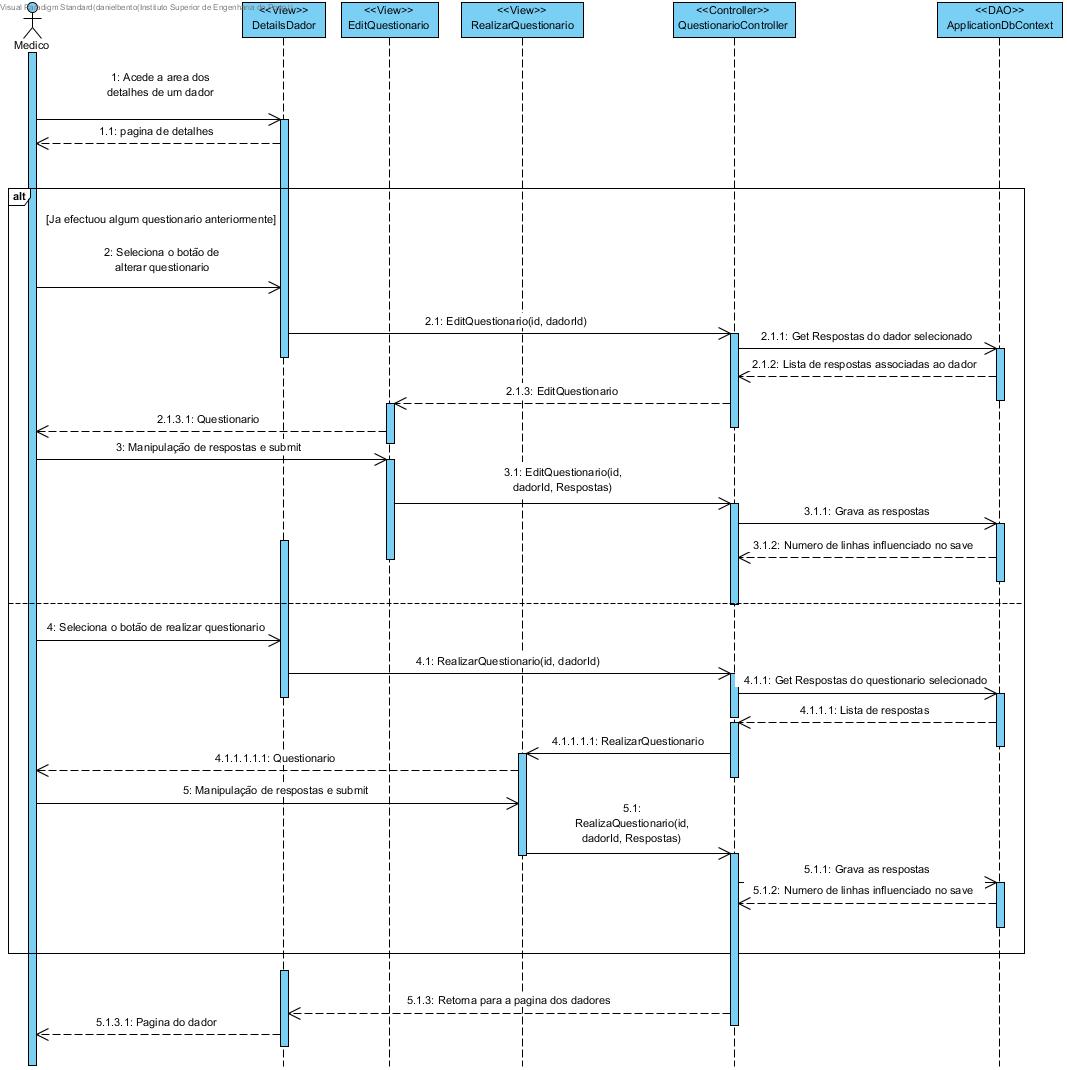 Visual Paradigm Standard(danielbento(Instituto Superior de Engenharia do
<<View>>
DetailsDador
<<View>>
EditQuestionario
<<View>>
RealizarQuestionario
<<Controller>>
QuestionarioController
<<DAO>>
ApplicationDbContext
Medico
1: Acede a area dos
detalhes de um dador
1.1: pagina de detalhes
alt
[Ja efectuou algum questionario anteriormente]
2: Seleciona o botão de
alterar questionario
2.1: EditQuestionario(id, dadorId)
2.1.1: Get Respostas do dador selecionado
2.1.2: Lista de respostas associadas ao dador
2.1.3: EditQuestionario
2.1.3.1: Questionario
3: Manipulação de respostas e submit
3.1: EditQuestionario(id,
dadorId, Respostas)
3.1.1: Grava as respostas
3.1.2: Numero de linhas influenciado no save
4: Seleciona o botão de realizar questionario
4.1: RealizarQuestionario(id, dadorId)
4.1.1: Get Respostas do questionario selecionado
4.1.1.1: Lista de respostas
4.1.1.1.1: RealizarQuestionario
4.1.1.1.1.1: Questionario
5: Manipulação de respostas e submit
5.1:
RealizaQuestionario(id,
dadorId, Respostas)
5.1.1: Grava as respostas
5.1.2: Numero de linhas influenciado no save
5.1.3: Retorna para a pagina dos dadores
5.1.3.1: Pagina do dador